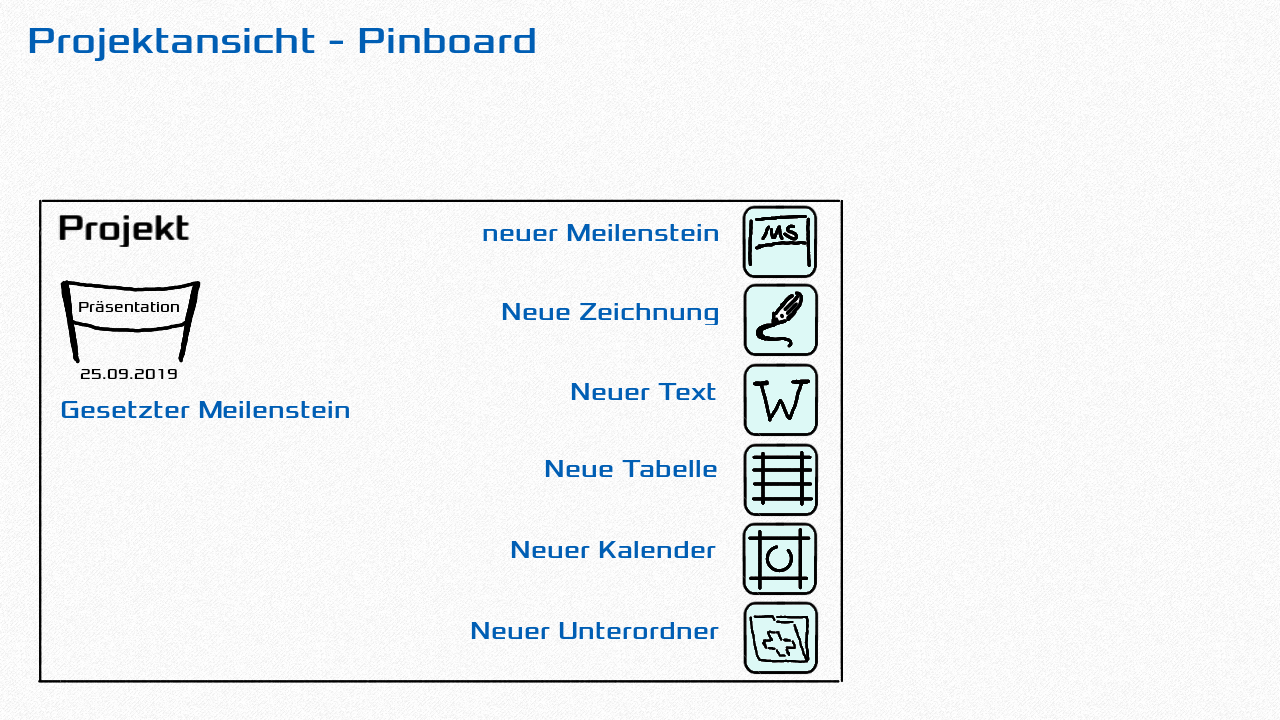 Projektansicht - Pinboard
Projekt
neuer Meilenstein
MS
Präsentation
25.09.2019
Gesetzter Meilenstein
Neue Zeichnung
Neuer Text
W
Neue Tabelle
Neuer Kalender
Neuer Unterordner